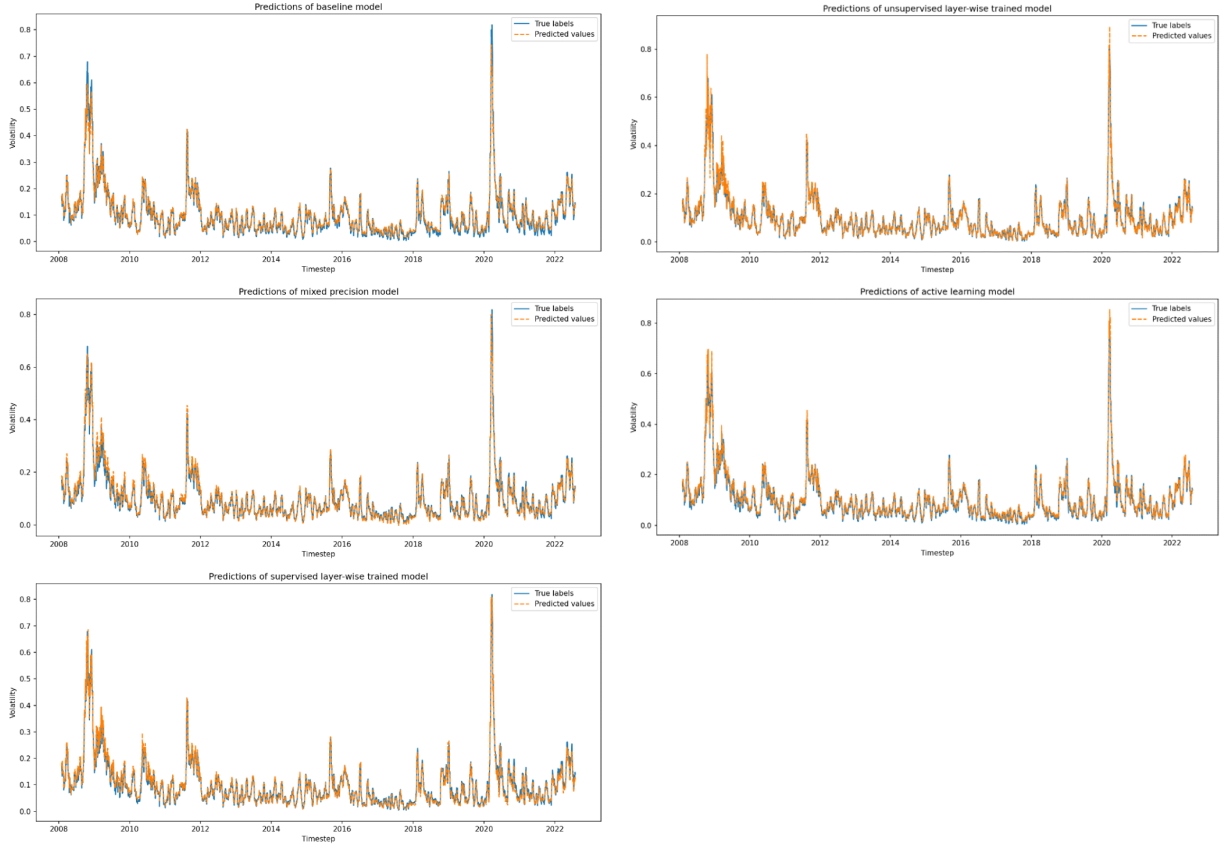 Predictions of baseline model
True labels
Predicted values
Volatility
0.8
0.7
0.6
0.5
0.4
0.3
0.2
0.1
0.0
2008 2010 2012 2014 2016 2018 2020 2022
Timestep
Predictions of unsupervised layer-wise trained model
True labels
Predicted values
Volatility
0.8
0.6
0.4
0.2
0.0
2008 2010 2012 2014 2016 2018 2020 2022
Timestep
Predictions of mixed precision model
True labels
Predicted values
Volatility
0.8
0.6
0.4
0.2
0.0
2008 2010 2012 2014 2016 2018 2020 2022
Timestep
Predictions of active learning model
True labels
Predicted values
Volatility
0.8
0.6
0.4
0.2
0.0
2008 2010 2012 2014 2016 2018 2020 2022
Timestep
Predictions of supervised layer-wise trained model
True labels
Predicted values
Volatility
0.8
0.7
0.6
0.5
0.4
0.3
0.2
0.1
0.0
2008 2010 2012 2014 2016 2018 2020 2022
Timestep